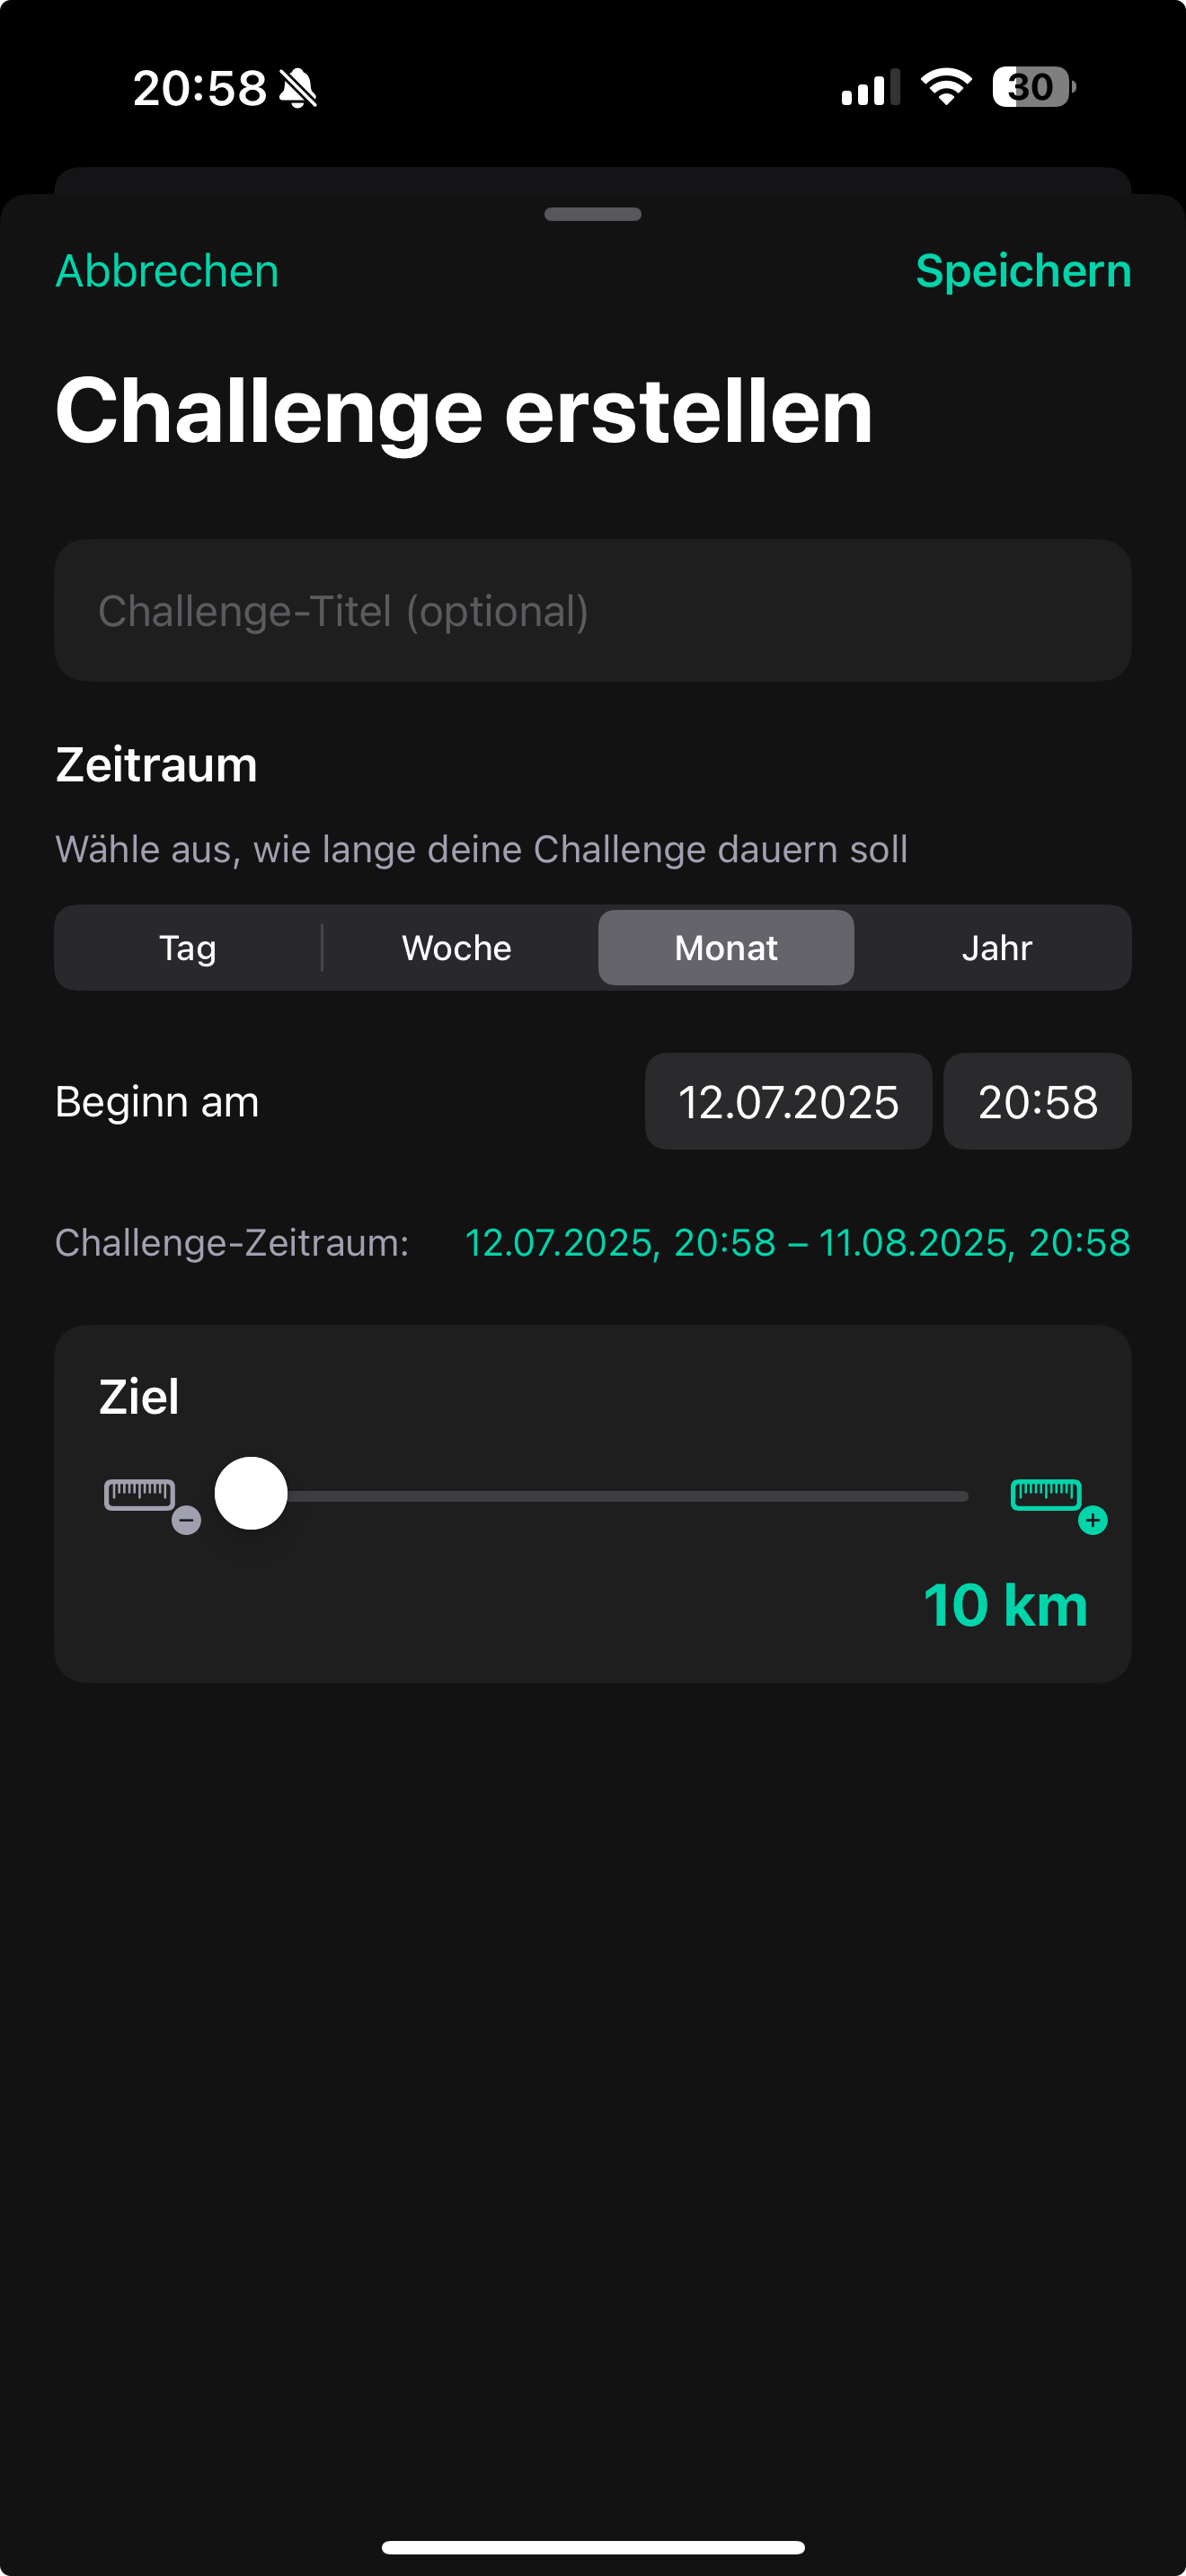 20:58
30
Abbrechen
Speichern
Challenge erstellen
Challenge-Titel (optional)
Zeitraum
Wähle aus, wie lange deine Challenge dauern soll
Tag Woche Monat Jahr
Beginn am 12.07.2025 20:58
Challenge-Zeitraum: 12.07.2025, 20:58 – 11.08.2025, 20:58
Ziel
10 km